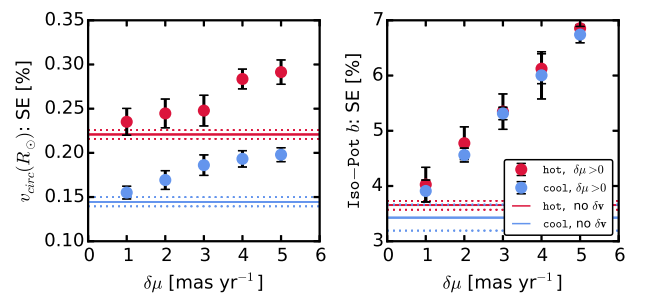 0.35
0.30
0.25
0.20
0.15
0.10
v_circ(R_⊙): SE [%]
0 1 2 3 4 5 6
δμ [mas yr⁻¹]
7
6
5
4
3
Iso−Pot b: SE [%]
hot, δμ>0
cool, δμ>0
hot, no δv
cool, no δv
0 1 2 3 4 5 6
δμ [mas yr⁻¹]